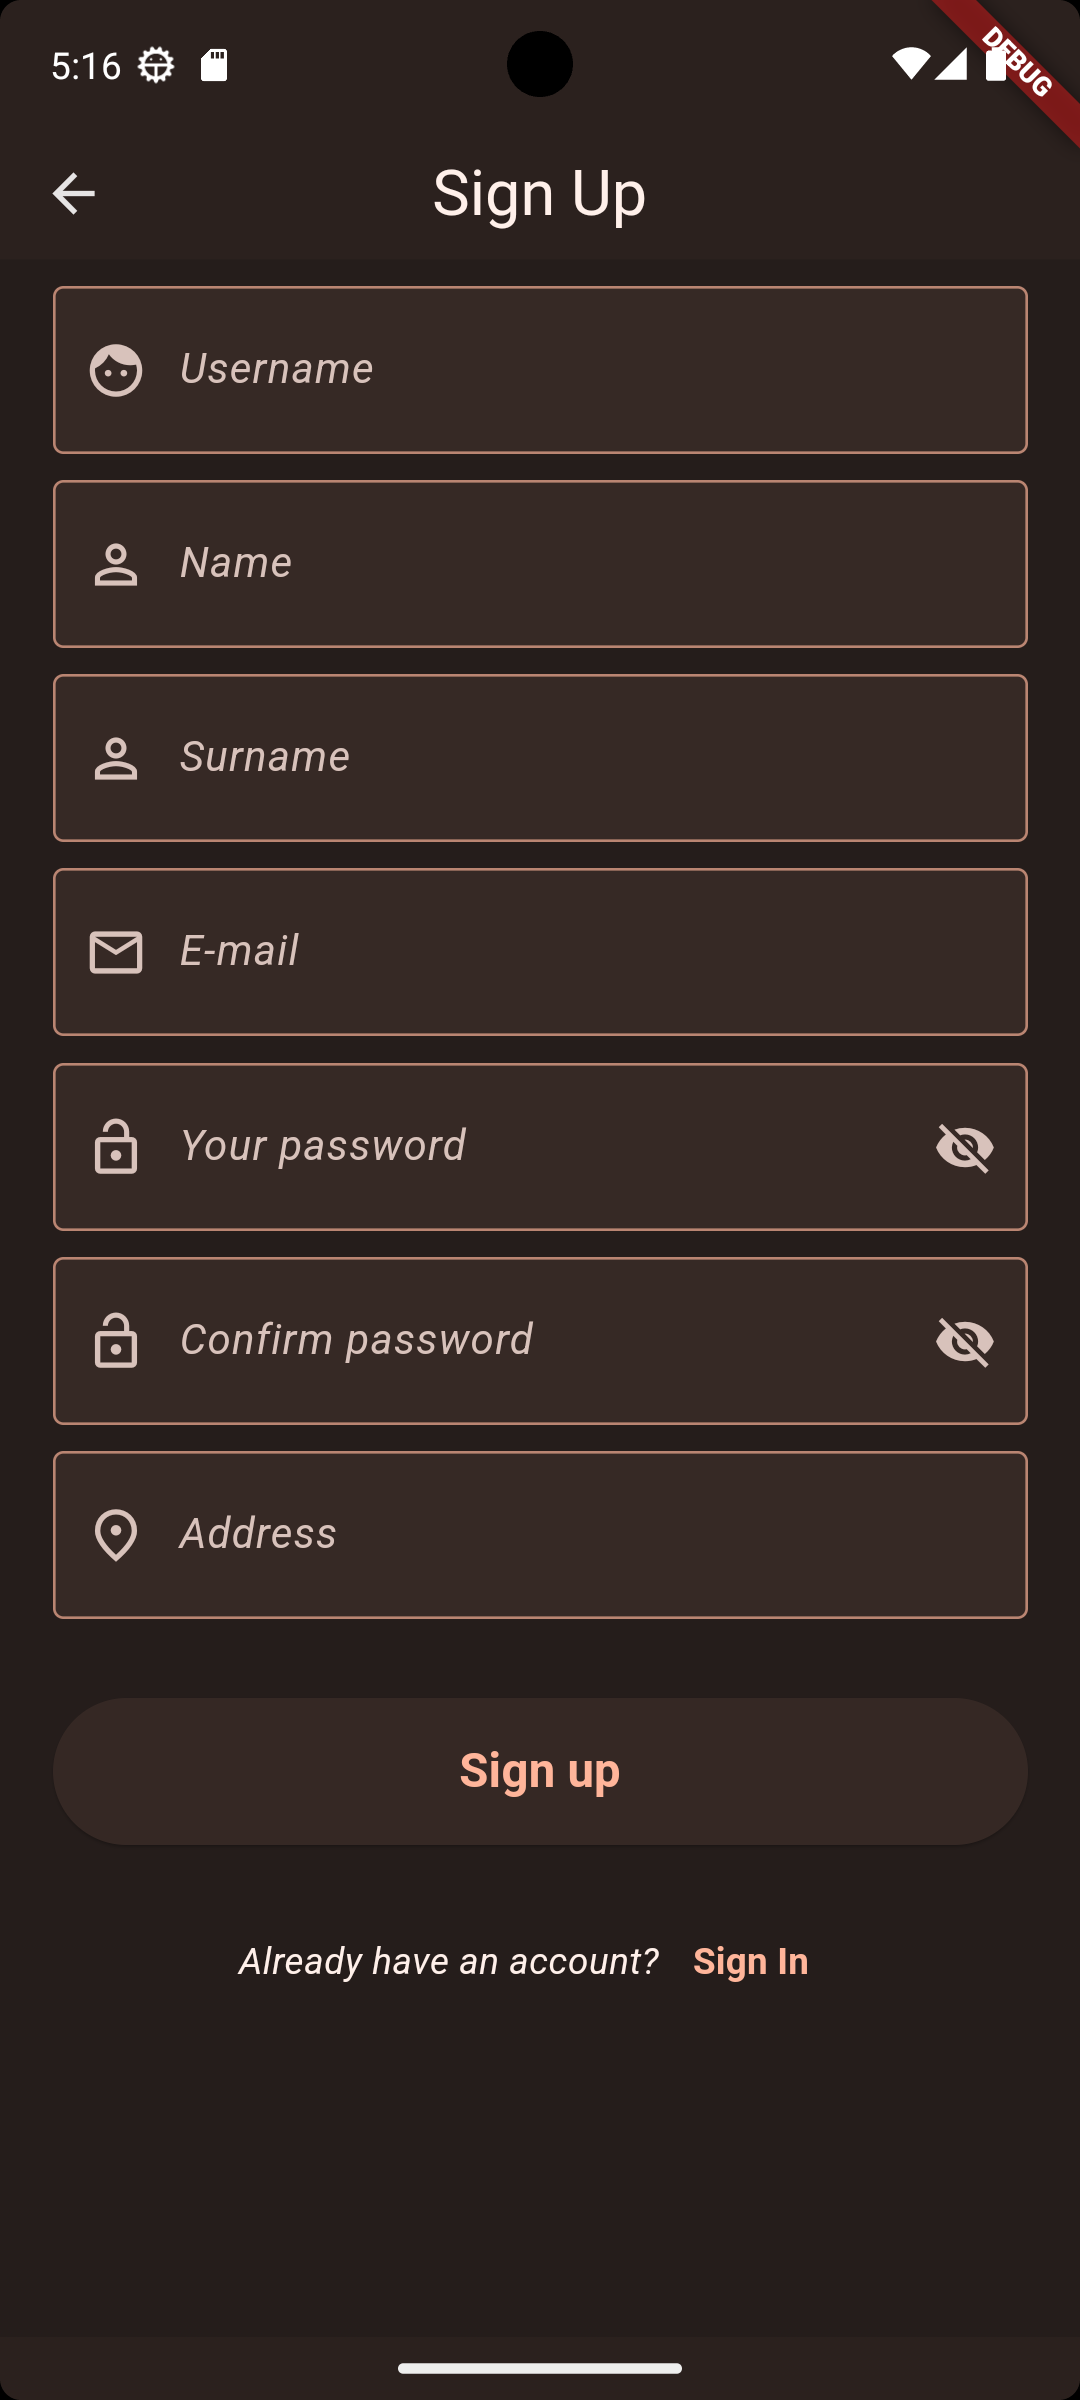 5:16
DEBUG
Sign Up
Username
Name
Surname
E-mail
Your password
Confirm password
Address
Sign up
Already have an account? Sign In